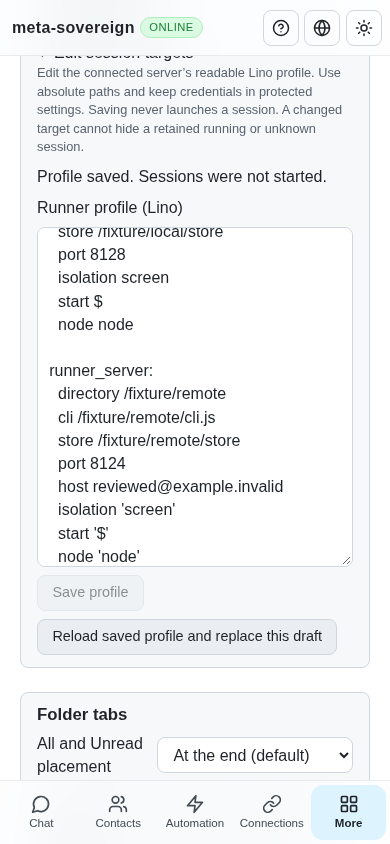 meta-sovereign ONLINE
Edit session targets
Edit the connected server's readable Lino profile. Use
absolute paths and keep credentials in protected
settings. Saving never launches a session. A changed
target cannot hide a retained running or unknown
session.
Profile saved. Sessions were not started.
Runner profile (Lino)
store /fixture/local/store
port 8128
isolation screen
start $
node node
runner_server:
directory /fixture/remote
cli /fixture/remote/cli.js
store /fixture/remote/store
port 8124
host reviewed@example.invalid
isolation 'screen'
start '$'
node 'node'
Save profile
Reload saved profile and replace this draft
Folder tabs
All and Unread
placement
At the end (default)
Chat
Contacts
Automation
Connections
More